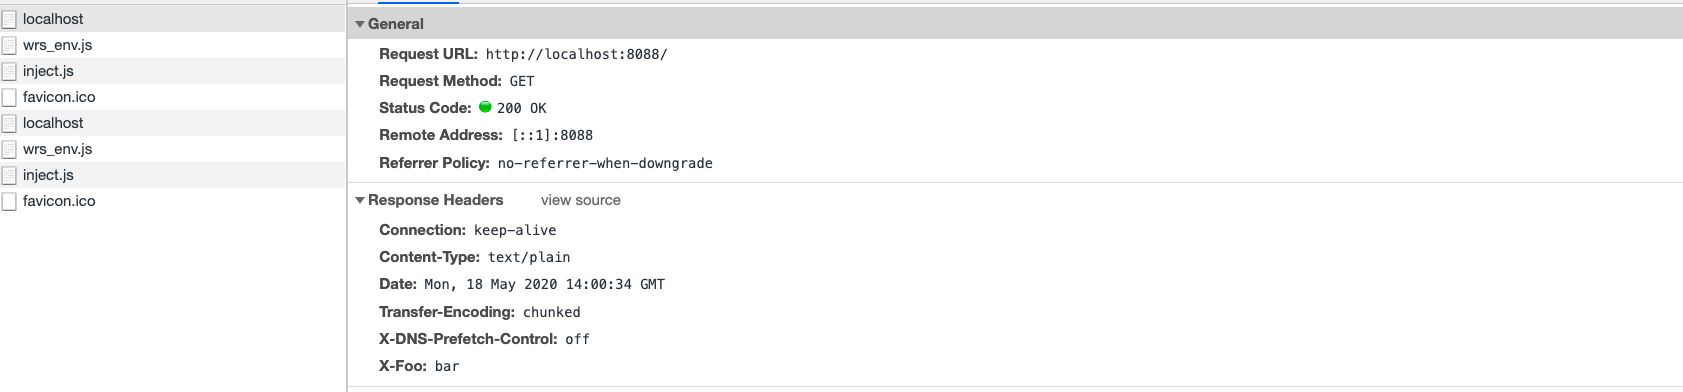 localhost
wrs_env.js
inject.js
favicon.ico
localhost
wrs_env.js
inject.js
favicon.ico
General
Request URL: http://localhost:8088/
Request Method: GET
Status Code: 200 OK
Remote Address: [::1]:8088
Referrer Policy: no-referrer-when-downgrade
Response Headers view source
Connection: keep-alive
Content-Type: text/plain
Date: Mon, 18 May 2020 14:00:34 GMT
Transfer-Encoding: chunked
X-DNS-Prefetch-Control: off
X-Foo: bar